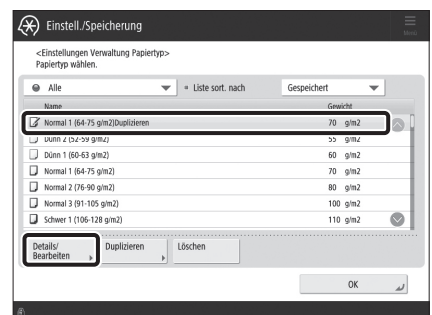 Einstell./Speicherung
Menü
<Einstellungen Verwaltung Papiertyp>
Papiertyp wählen.
Alle
Liste sort. nach
Gespeichert
Name Gewicht
Normal 1 (64-75 g/m2)Duplizieren 70 g/m2
Dünn 2 (52-59 g/m2) 55 g/m2
Dünn 1 (60-63 g/m2) 60 g/m2
Normal 1 (64-75 g/m2) 70 g/m2
Normal 2 (76-90 g/m2) 80 g/m2
Normal 3 (91-105 g/m2) 100 g/m2
Schwer 1 (106-128 g/m2) 110 g/m2
Details/
Bearbeiten
Duplizieren
Löschen
OK